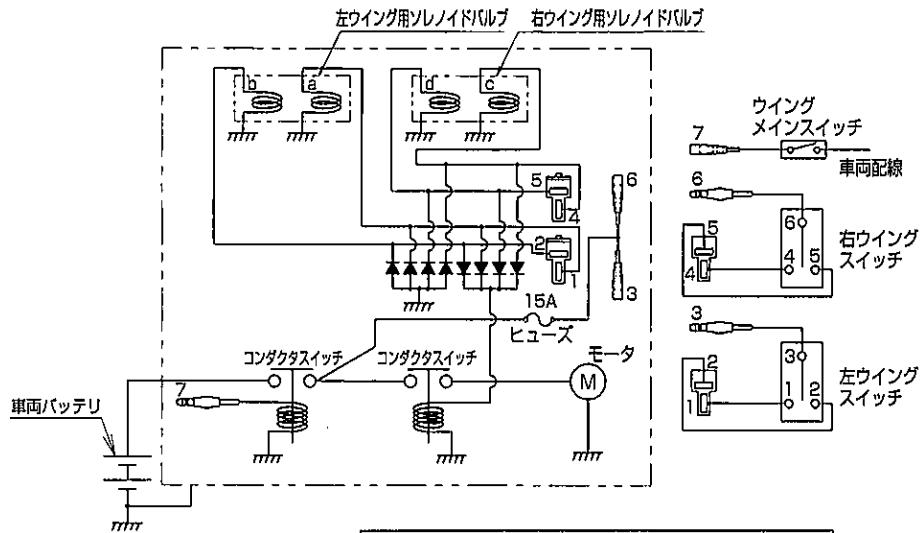 左ウイング用ソレノイドバルブ
右ウイング用ソレノイドバルブ
b
a
d
c
5
4
2
1
6
3
15A
ヒューズ
コンダクタスイッチ
コンダクタスイッチ
モータ
M
7
車両バッテリ
ウイング
メインスイッチ
7
車両配線
6
5
4
6
4
5
右ウイング
スイッチ
3
2
1
3
1
2
左ウイング
スイッチ